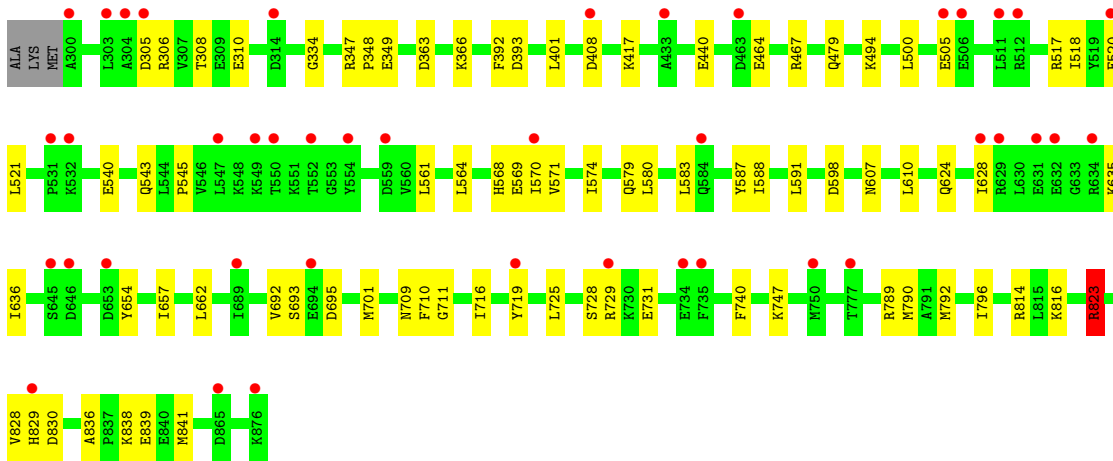 ALA LYS MET A300 L303 A304 D305 R306 V307 T308 E309 E310 D314 G334 R347 P348 E349 D363 K366 F392 D393 L401 D408 K417 A433 E440 D463 E464 R467 Q479 K494 L500 E505 E506 L511 R512 R517 I518 Y519
L521 P531 K532 E540 Q543 L544 P545 V546 L547 K548 K549 T550 K551 T552 G553 Y554 D559 V560 L561 L564 H568 E569 I570 V571 I574 Q579 L580 L583 Q584 Y587 I588 L591 D598 E607 L610 Q624 I628 R629 I630 E631 E632 G633 R634 K635
I636 S645 D646 D653 Y654 I657 L662 I689 V692 S693 E694 D695 M701 N709 F710 G711 I716 Y719 L725 S728 R729 K730 E731 E734 F735 F740 K747 M750 T777 R789 M790 A791 M792 I796 R814 L815 K816 R823
V828 H829 D830 A836 P837 K838 E839 E840 M841 D865 K876